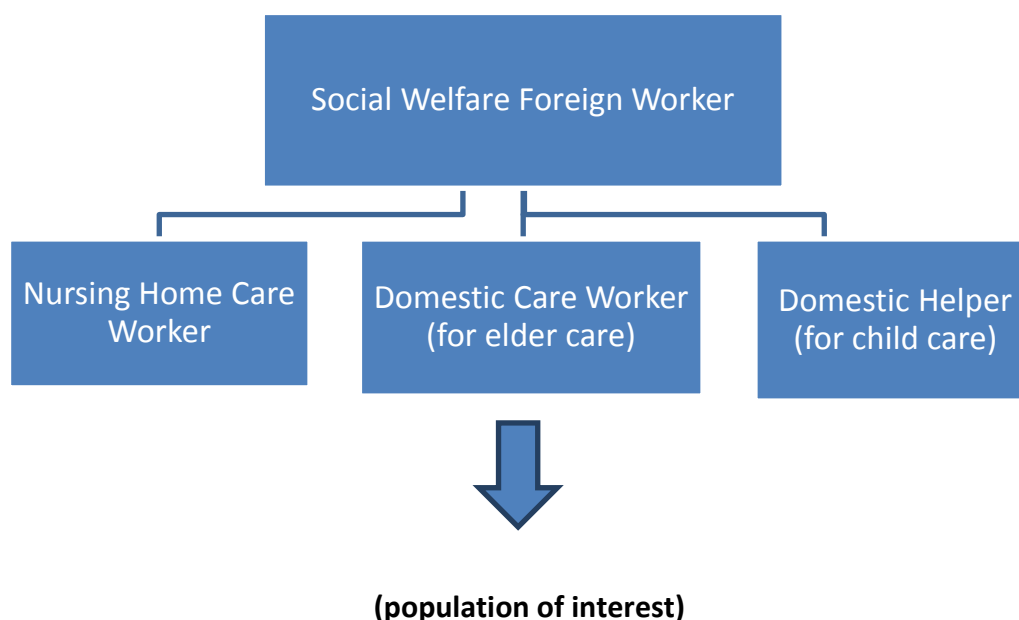 Social Welfare Foreign Worker
Nursing Home Care
Worker
Domestic Care Worker
(for elder care)
Domestic Helper
(for child care)
(population of interest)